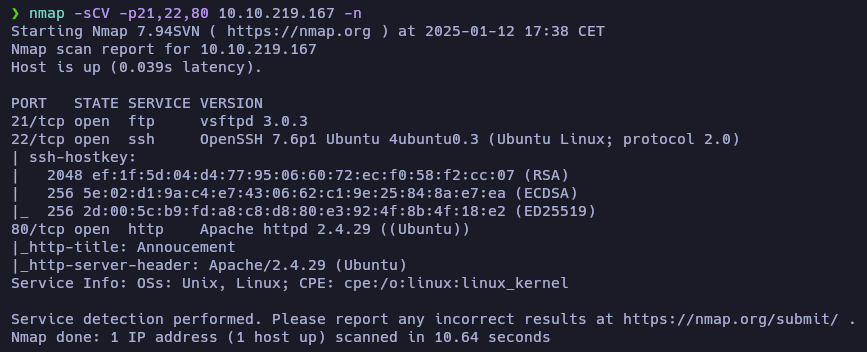 ❯ nmap -sCV -p21,22,80 10.10.219.167 -n
Starting Nmap 7.94SVN ( https://nmap.org ) at 2025-01-12 17:38 CET
Nmap scan report for 10.10.219.167
Host is up (0.039s latency).

PORT   STATE SERVICE VERSION
21/tcp open  ftp     vsftpd 3.0.3
22/tcp open  ssh     OpenSSH 7.6p1 Ubuntu 4ubuntu0.3 (Ubuntu Linux; protocol 2.0)
| ssh-hostkey:
|   2048 ef:1f:5d:04:d4:77:95:06:60:72:ec:f0:58:f2:cc:07 (RSA)
|   256 5e:02:d1:9a:c4:e7:43:06:62:c1:9e:25:84:8a:e7:ea (ECDSA)
|_  256 2d:00:5c:b9:fd:a8:c8:d8:80:e3:92:4f:8b:4f:18:e2 (ED25519)
80/tcp open  http    Apache httpd 2.4.29 ((Ubuntu))
|_http-title: Annoucement
|_http-server-header: Apache/2.4.29 (Ubuntu)
Service Info: OSs: Unix, Linux; CPE: cpe:/o:linux:linux_kernel

Service detection performed. Please report any incorrect results at https://nmap.org/submit/ .
Nmap done: 1 IP address (1 host up) scanned in 10.64 seconds